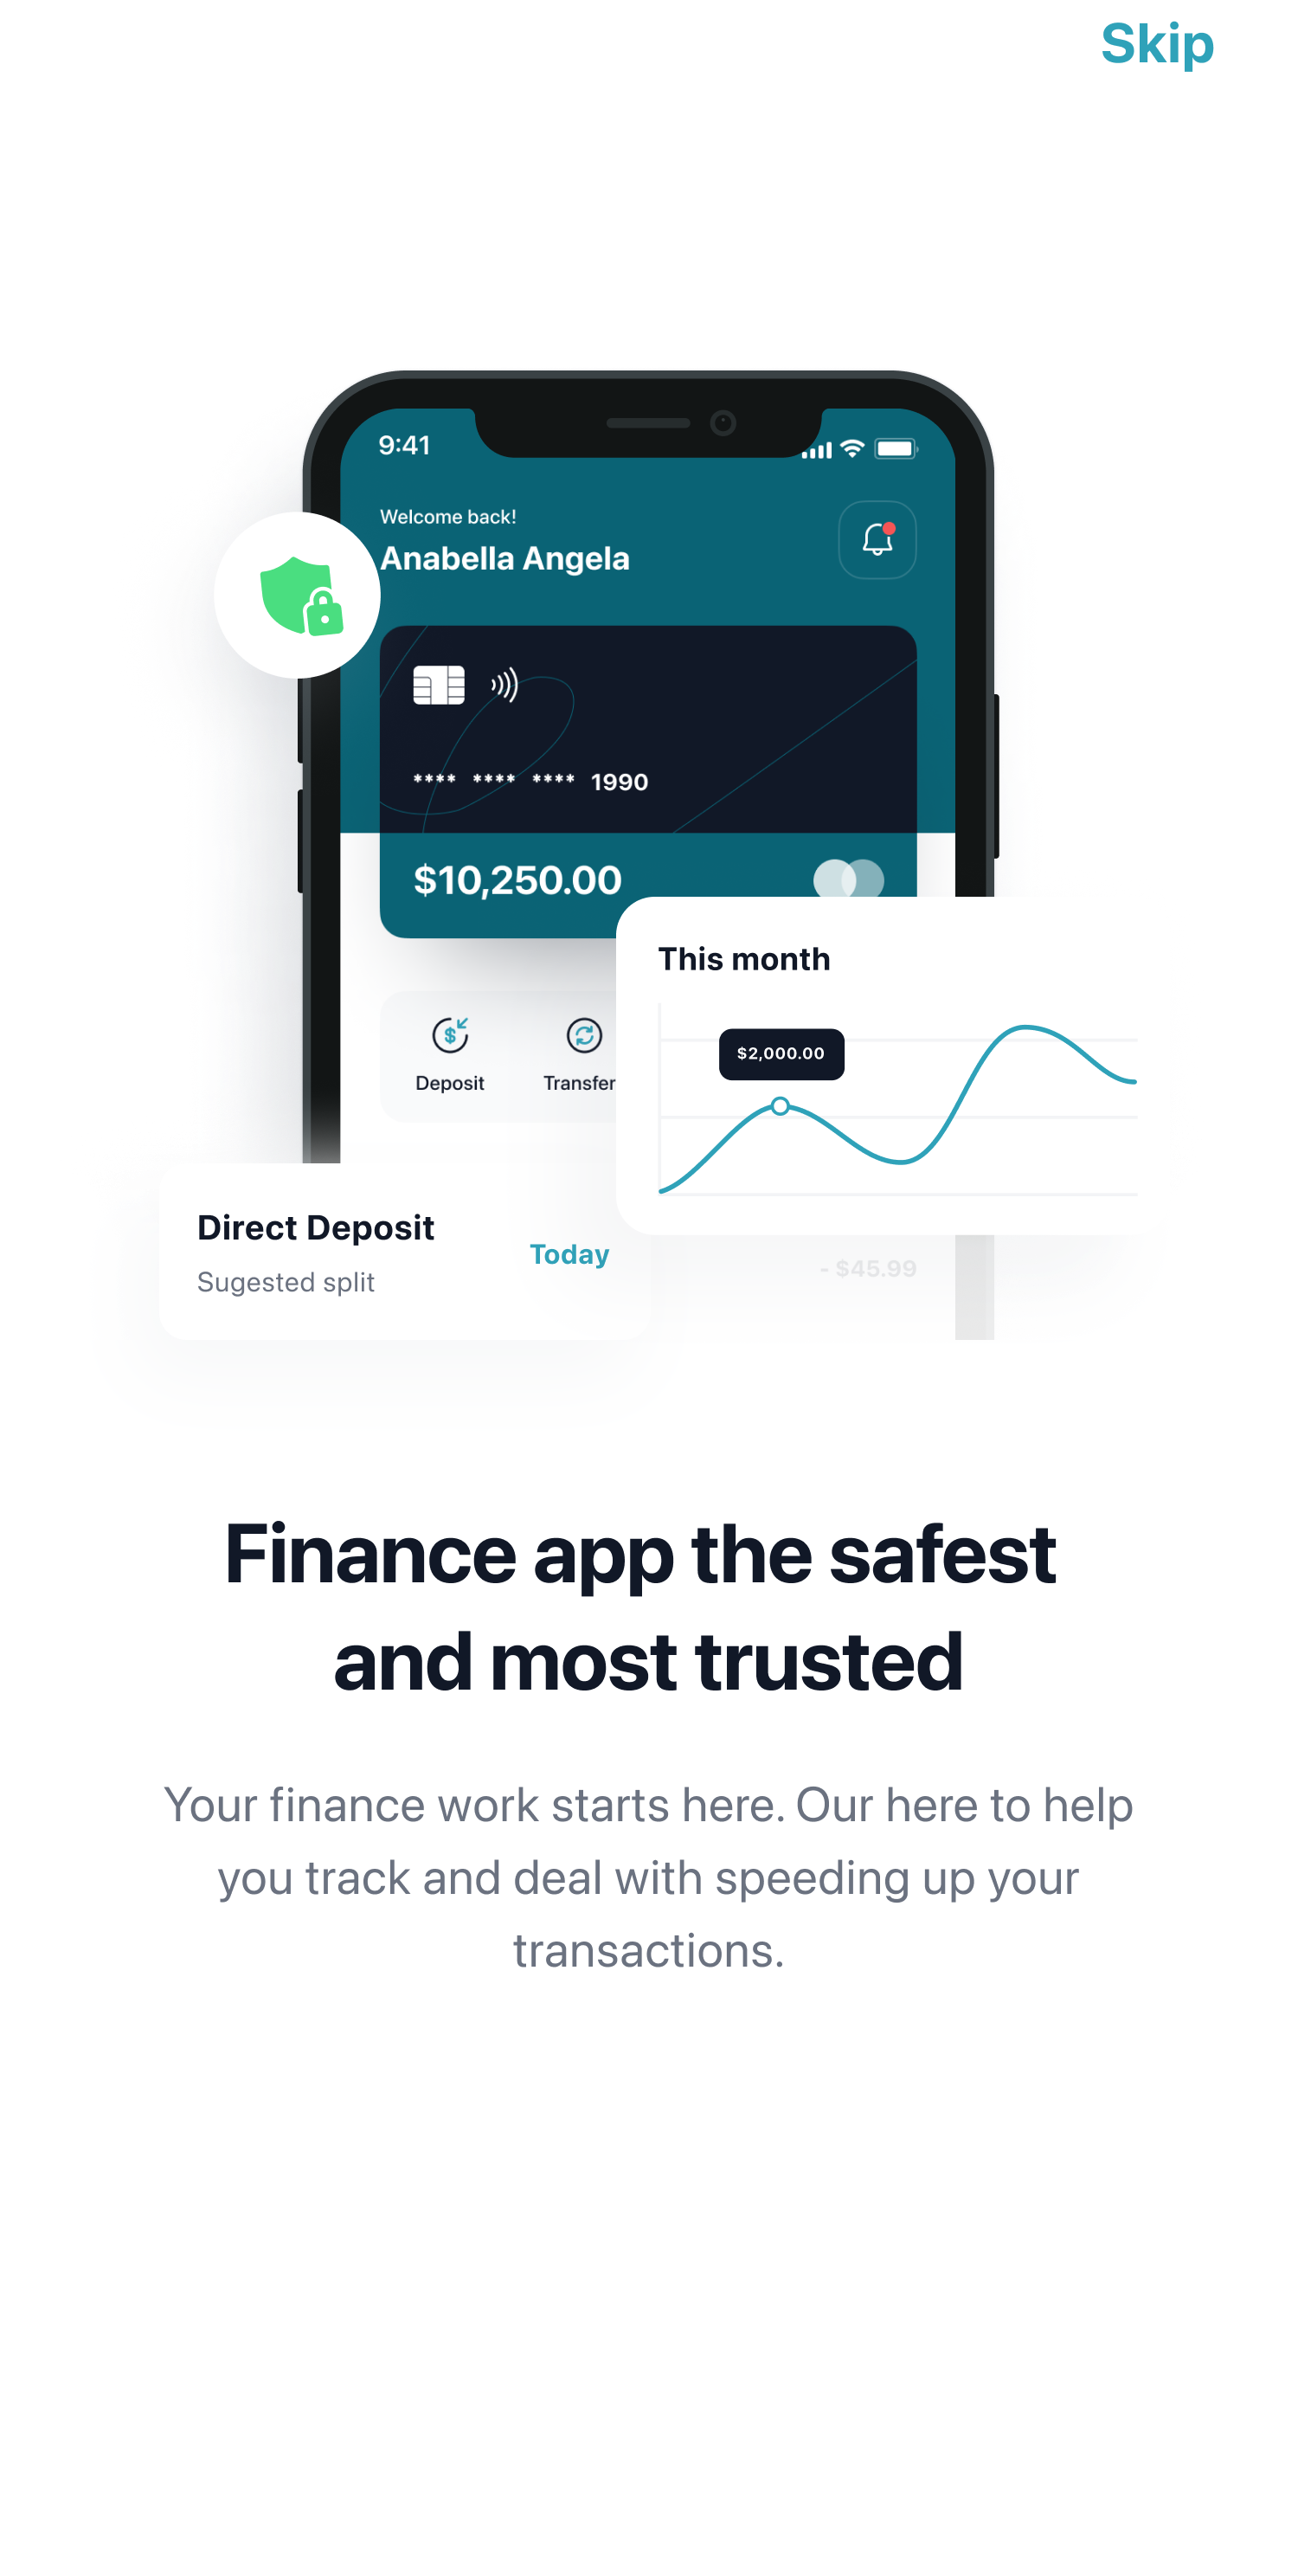 Skip
9:41
Welcome back!
Anabella Angela
**** **** **** 1990
$10,250.00
This month
$2,000.00
Deposit
Transfer
Direct Deposit
Sugested split
Today
- $45.99
Finance app the safest
and most trusted
Your finance work starts here. Our here to help
you track and deal with speeding up your
transactions.